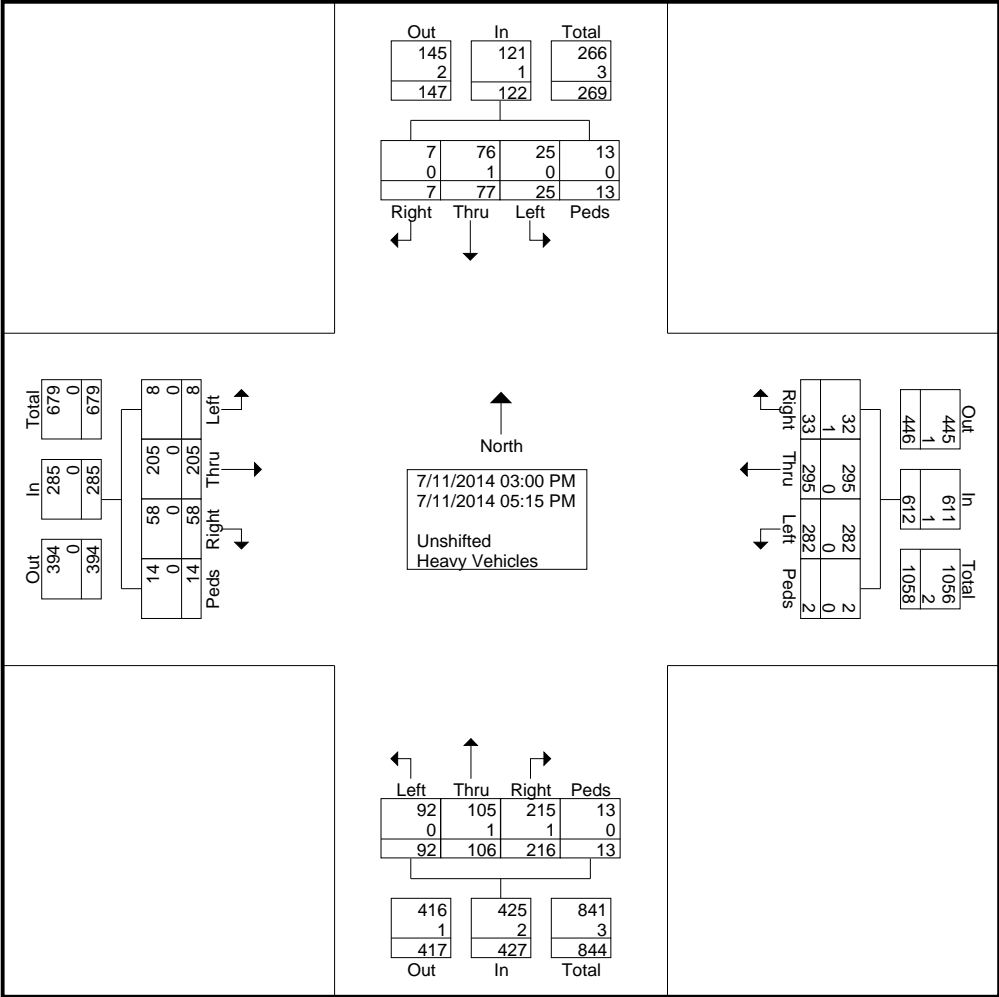 Out In Total
145 121 266
2 1 3
147 122 269
7 76 25 13
0 1 0 0
7 77 25 13
Right Thru Left Peds
Total
679
0
679
In
285
0
285
Out
394
0
394
8 0 8
205 0 205
58 0 58
14 0 14
Left
Thru
Right
Peds
North
7/11/2014 03:00 PM
7/11/2014 05:15 PM
Unshifted
Heavy Vehicles
Right
Thru
Left
Peds
32 1 33
295 0 295
282 0 282
2 0 2
Out
445
1
446
In
611
1
612
Total
1056
2
1058
Left Thru Right Peds
92 105 215 13
0 1 1 0
92 106 216 13
416 425 841
1 2 3
417 427 844
Out In Total